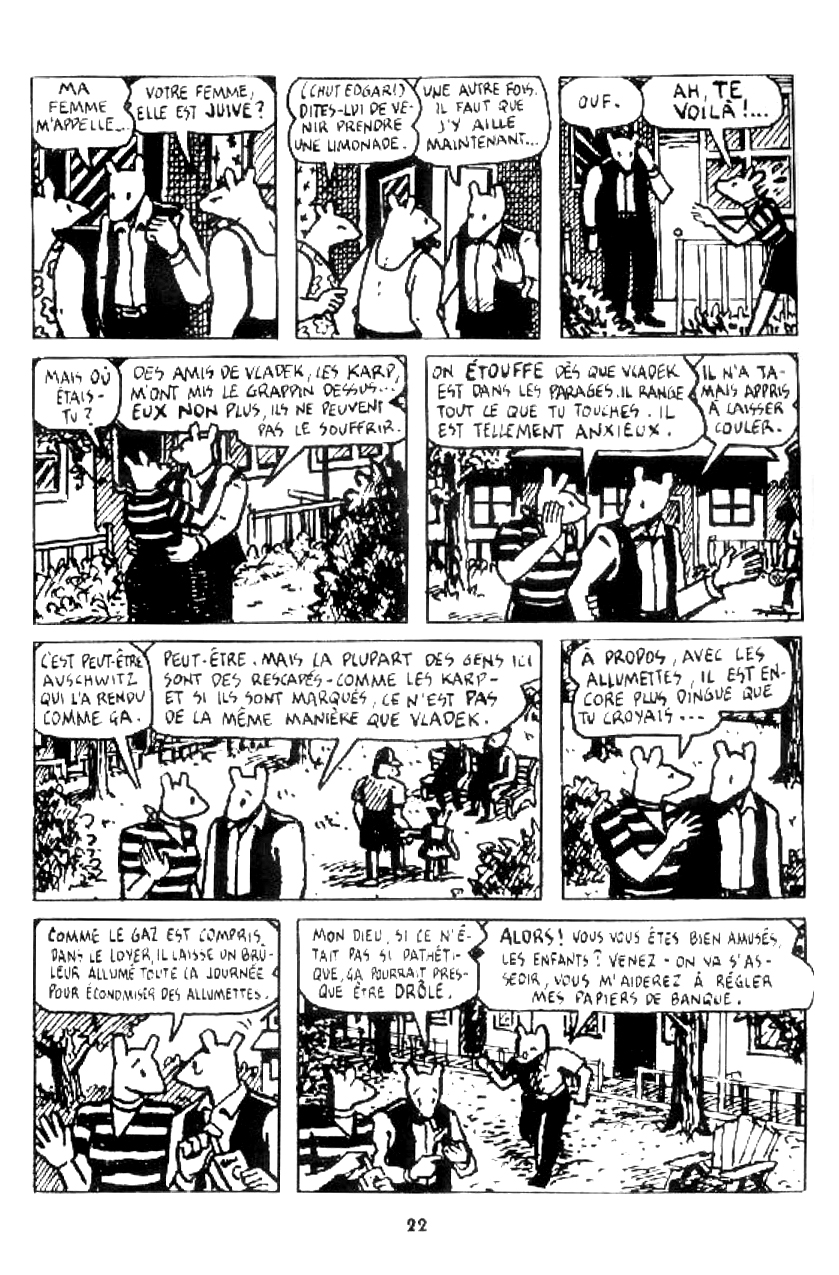 MA
FEMME
M'APPELLE...
VOTRE FEMME,
ELLE EST JUIVE ?
(CHUT EDGAR!)
DITES-LUI DE VE-
NIR PRENDRE
UNE LIMONADE.
UNE AUTRE FOIS.
IL FAUT QUE
J'Y AILLE
MAINTENANT...
OUF.
AH, TE
VOILÀ !...
MAIS OÙ
ÉTAIS-
TU ?
DES AMIS DE VLADEK, LES KARP,
M'ONT MIS LE GRAPPIN DESSUS...
EUX NON PLUS, ILS NE PEUVENT
PAS LE SOUFFRIR.
ON ÉTOUFFE DÈS QUE VLADEK
EST DANS LES PARAGES. IL RANGE
TOUT CE QUE TU TOUCHES. IL
EST TELLEMENT ANXIEUX.
IL N'A JA-
MAIS APPRIS
À LAISSER
COULER.
C'EST PEUT-ÊTRE
AUSCHWITZ
QUI L'A RENDU
COMME ÇA.
PEUT-ÊTRE. MAIS LA PLUPART DES GENS ICI
SONT DES RESCAPÉS - COMME LES KARP -
ET SI ILS SONT MARQUÉS, CE N'EST PAS
DE LA MÊME MANIÈRE QUE VLADEK.
À PROPOS, AVEC LES
ALLUMETTES, IL EST EN-
CORE PLUS DINGUE QUE
TU CROYAIS...
COMME LE GAZ EST COMPRIS
DANS LE LOYER, IL LAISSE UN BRÛ-
LEUR ALLUMÉ TOUTE LA JOURNÉE
POUR ÉCONOMISER DES ALLUMETTES.
MON DIEU, SI CE N'É-
TAIT PAS SI PATHÉTI-
QUE, ÇA POURRAIT PRES-
QUE ÊTRE DRÔLE.
ALORS ! VOUS VOUS ÊTES BIEN AMUSÉS,
LES ENFANTS ? VENEZ - ON VA S'AS-
SEOIR, VOUS M'AIDEREZ À RÉGLER
MES PAPIERS DE BANQUE.
22